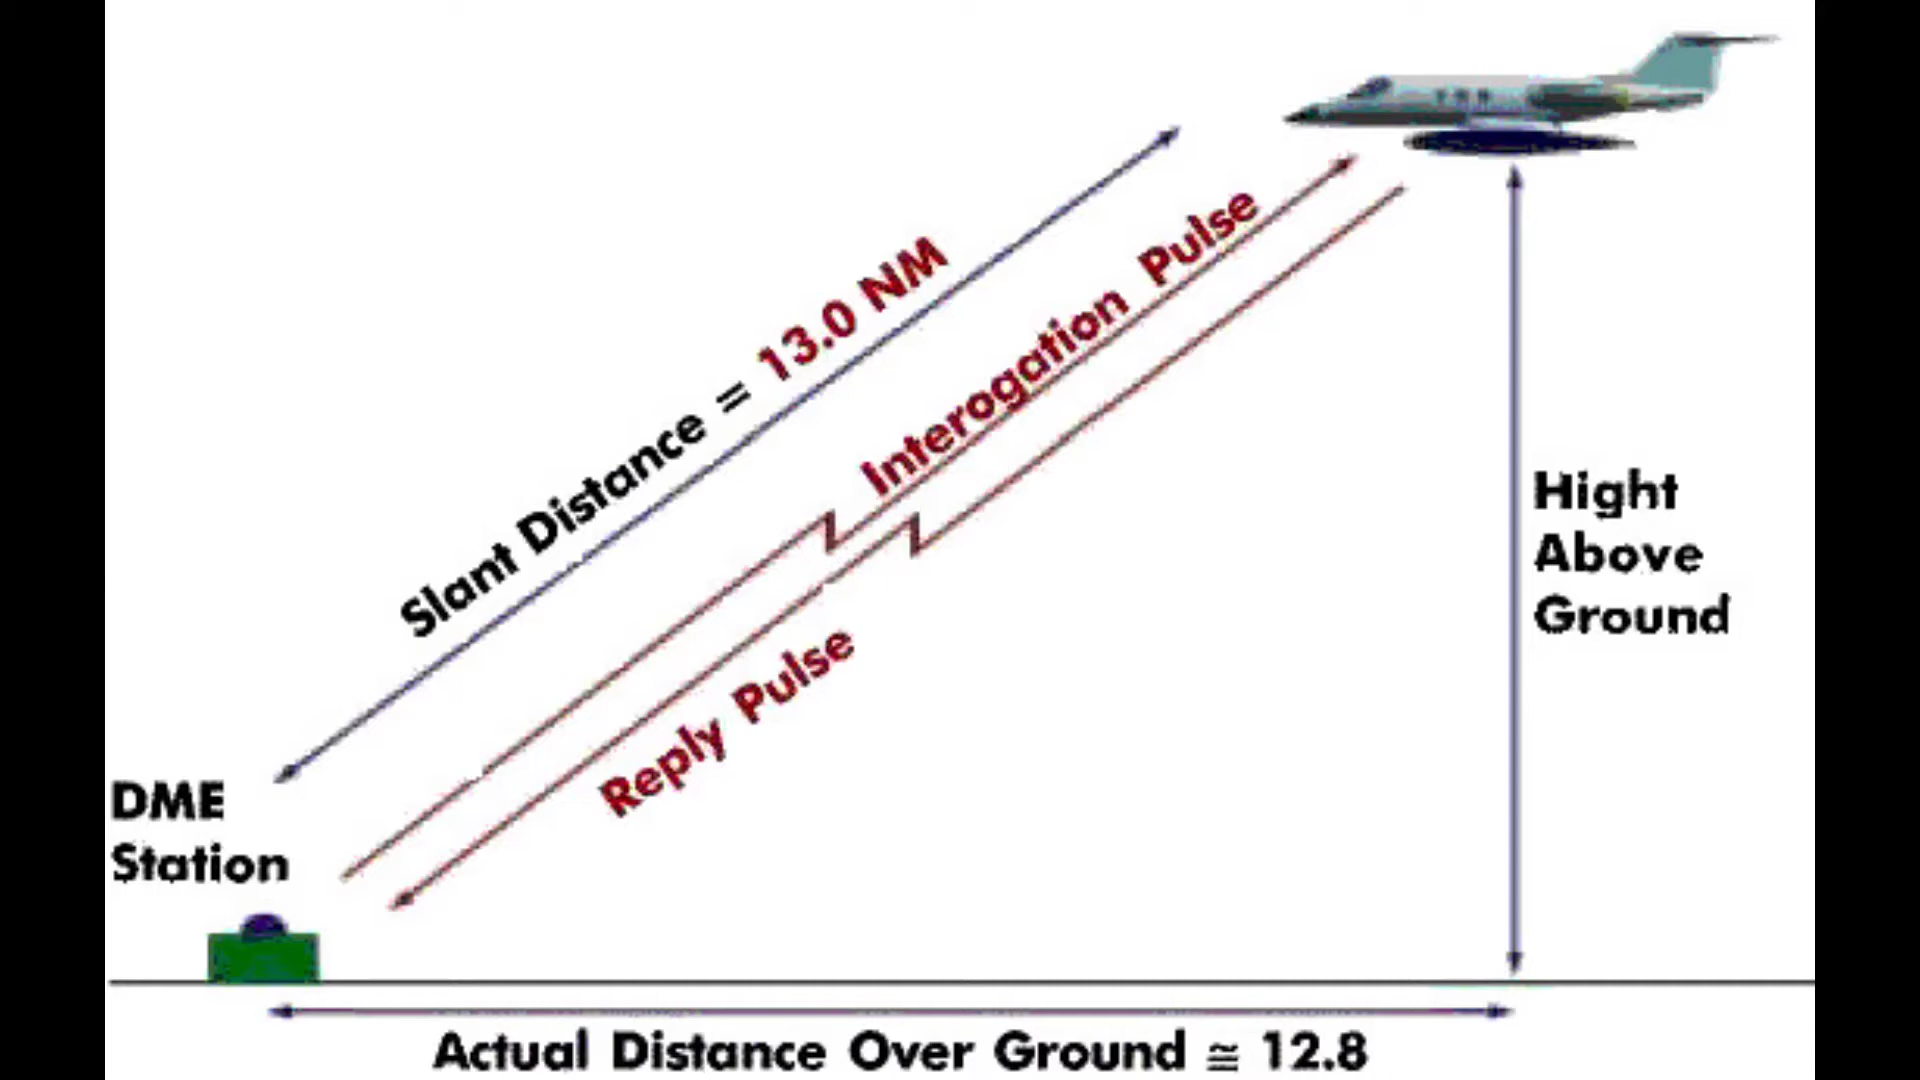 Slant Distance = 13.0 NM
Interogation Pulse
Reply Pulse
Hight
Above
Ground
DME
Station
Actual Distance Over Ground ≅ 12.8